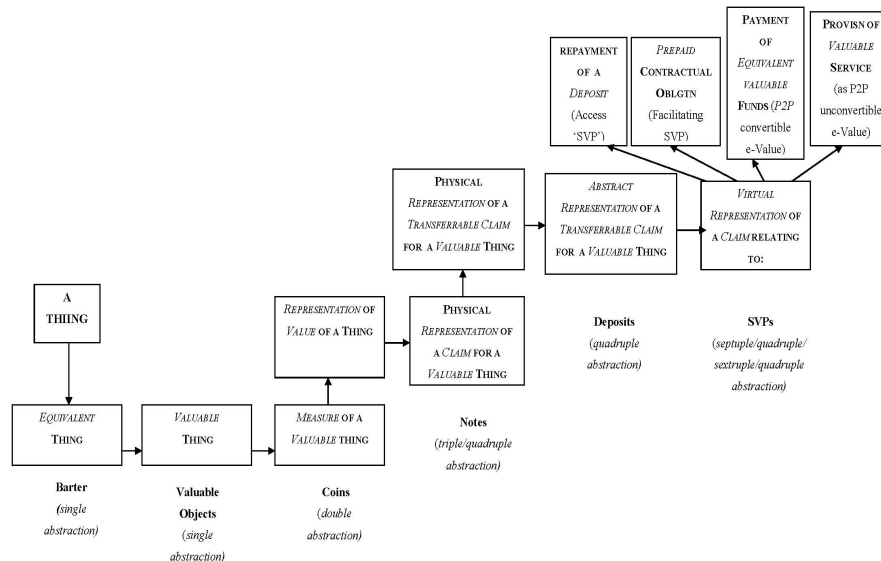 REPAYMENT
OF A
DEPOSIT
(Access
‘SVP’)
PREPAID
CONTRACTUAL
OBLGTN
(Facilitating
SVP)
PAYMENT
OF
EQUIVALENT
VALUABLE
FUNDS (P2P
convertible
e-Value)
PROVISN OF
VALUABLE
SERVICE
(as P2P
unconvertible
e-Value)
PHYSICAL
REPRESENTATION OF A
TRANSFERRABLE CLAIM
FOR A VALUABLE THING
ABSTRACT
REPRESENTATION OF A
TRANSFERRABLE CLAIM
FOR A VALUABLE THING
VIRTUAL
REPRESENTATION OF
A CLAIM RELATING
TO:
A
THIING
REPRESENTATION OF
VALUE OF A THING
PHYSICAL
REPRESENTATION OF
A CLAIM FOR A
VALUABLE THING
Deposits
(quadruple
abstraction)
SVPs
(septuple/quadruple/
sextruple/quadruple
abstraction)
EQUIVALENT
THING
VALUABLE
THING
MEASURE OF A
VALUABLE THING
Notes
(triple/quadruple
abstraction)
Barter
(single
abstraction)
Valuable
Objects
(single
abstraction)
Coins
(double
abstraction)